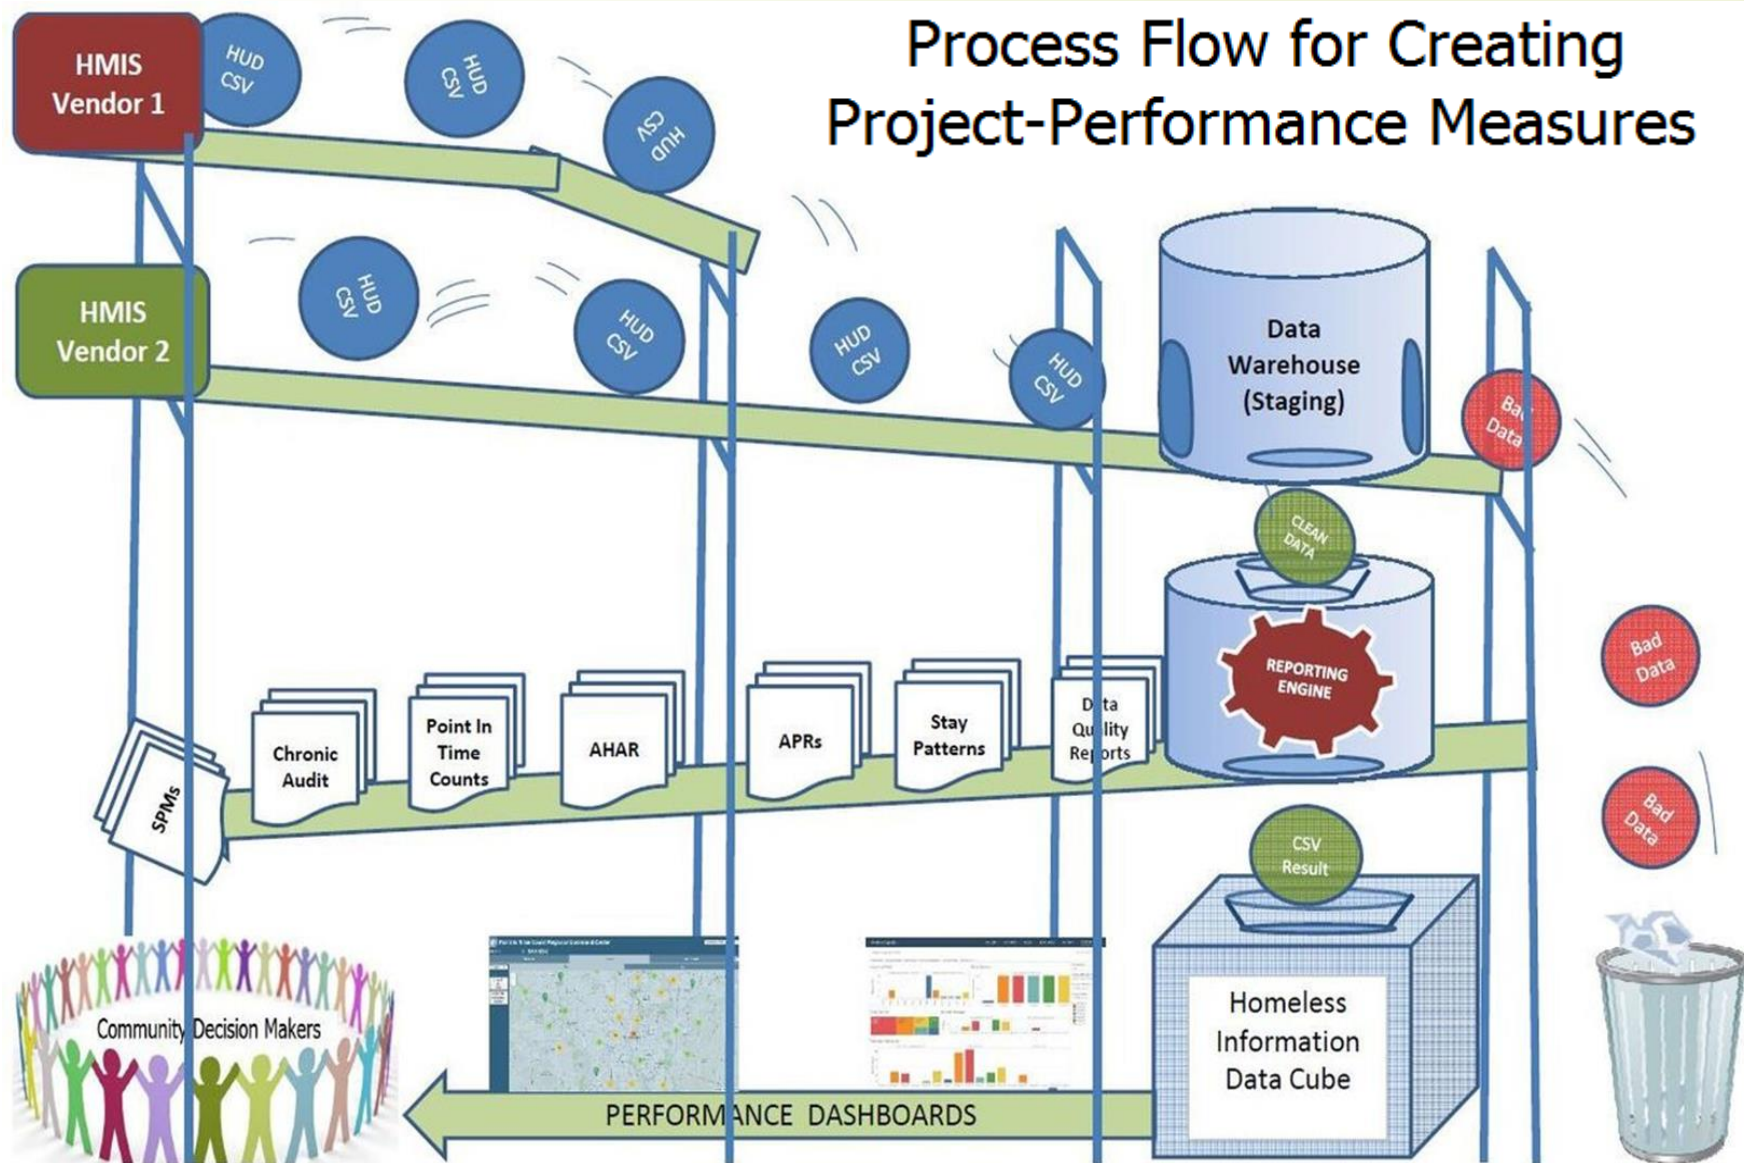 Process Flow for Creating
Project-Performance Measures
HMIS
Vendor 1
HUD
CSV
HUD
CSV
HUD
CSV
HMIS
Vendor 2
HUD
CSV
HUD
CSV
HUD
CSV
HUD
CSV
Data
Warehouse
(Staging)
Bad
Data
CLEAN
DATA
REPORTING
ENGINE
Bad
Data
Bad
Data
SPMs
Chronic
Audit
Point In
Time
Counts
AHAR
APRs
Stay
Patterns
Data
Quality
Reports
CSV
Result
Homeless
Information
Data Cube
Community Decision Makers
PERFORMANCE DASHBOARDS